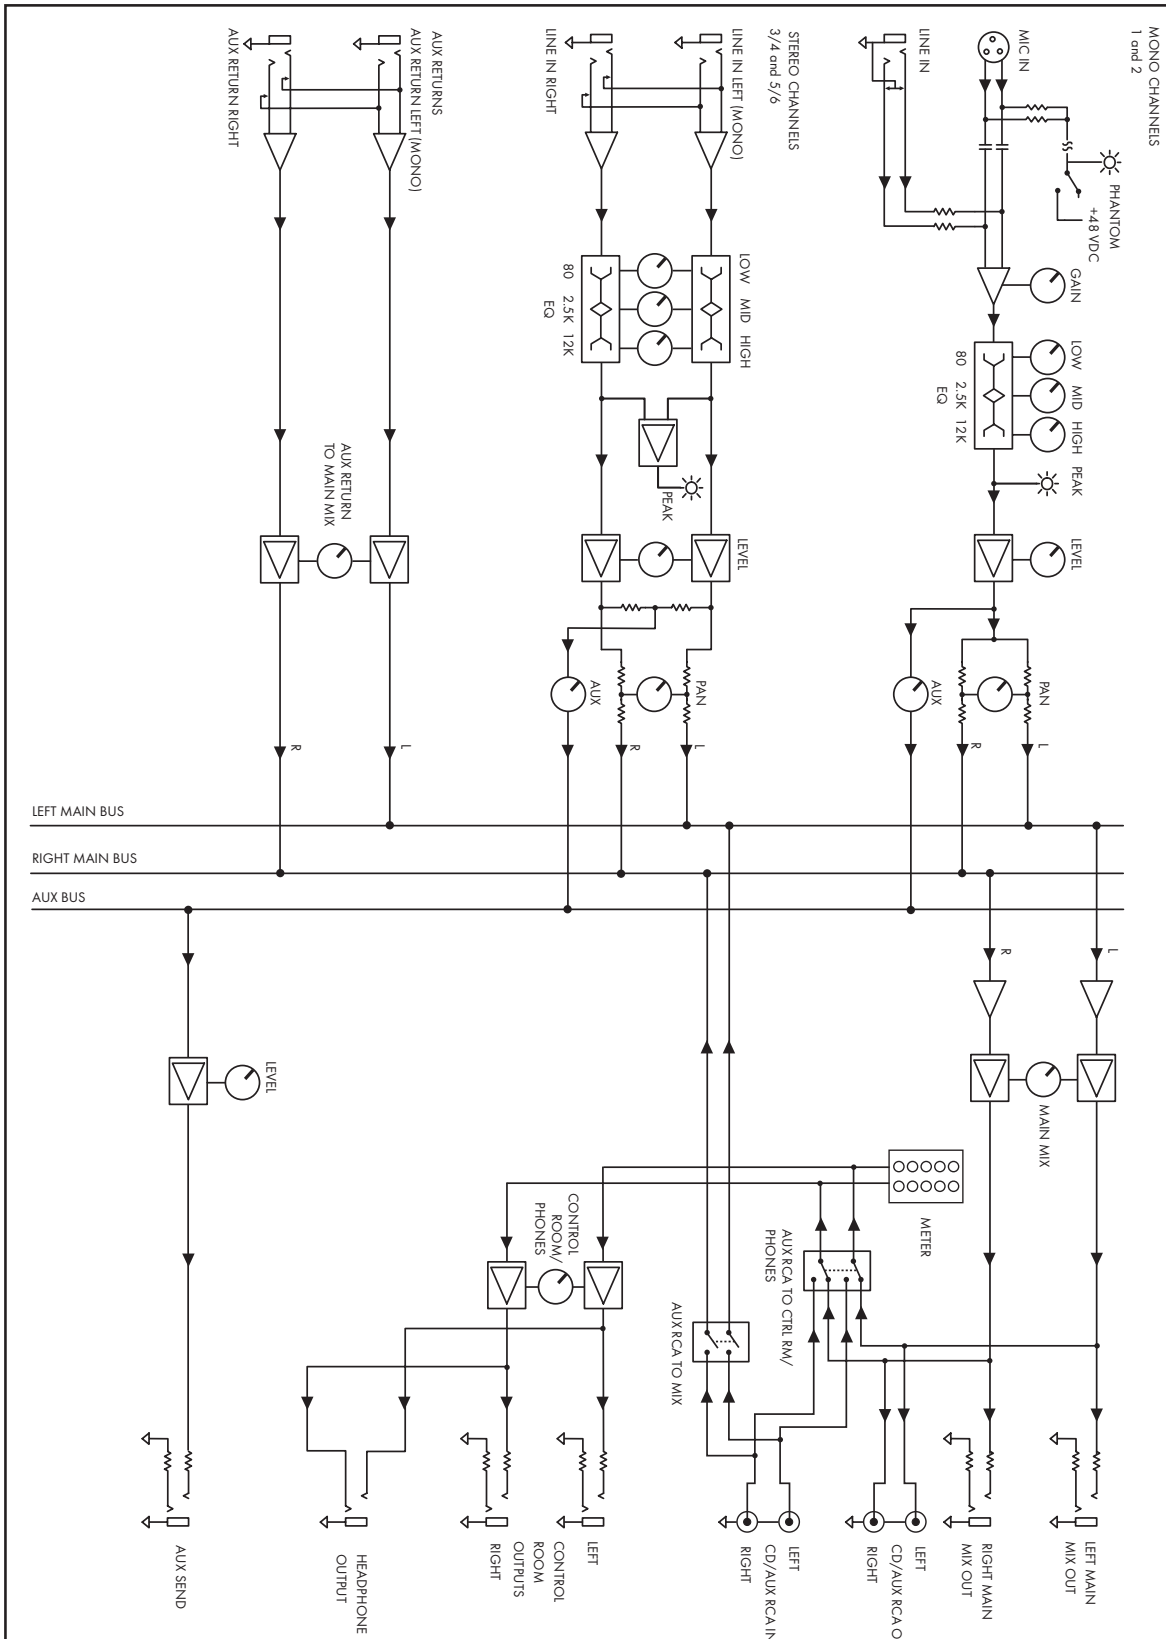 MONO CHANNELS
1 and 2
MIC IN
LINE IN
PHANTOM
+48 VDC
GAIN
LOW MID HIGH
80 2.5K 12K
EQ
PEAK
LEVEL
PAN
AUX
L
R
STEREO CHANNELS
3/4 and 5/6
LINE IN LEFT (MONO)
LINE IN RIGHT
LOW MID HIGH
80 2.5K 12K
EQ
PEAK
LEVEL
PAN
AUX
L
R
AUX RETURNS
AUX RETURN LEFT (MONO)
AUX RETURN RIGHT
AUX RETURN
TO MAIN MIX
L
R
LEFT MAIN BUS
RIGHT MAIN BUS
AUX BUS
L
R
MAIN MIX
METER
AUX RCA TO CTRL RM/
PHONES
AUX RCA TO MIX
CONTROL
ROOM/
PHONES
LEVEL
LEFT MAIN
MIX OUT
RIGHT MAIN
MIX OUT
LEFT
CD/AUX RCA O
RIGHT
LEFT
CD/AUX RCA IN
RIGHT
LEFT
CONTROL
ROOM
OUTPUTS
RIGHT
HEADPHONE
OUTPUT
AUX SEND